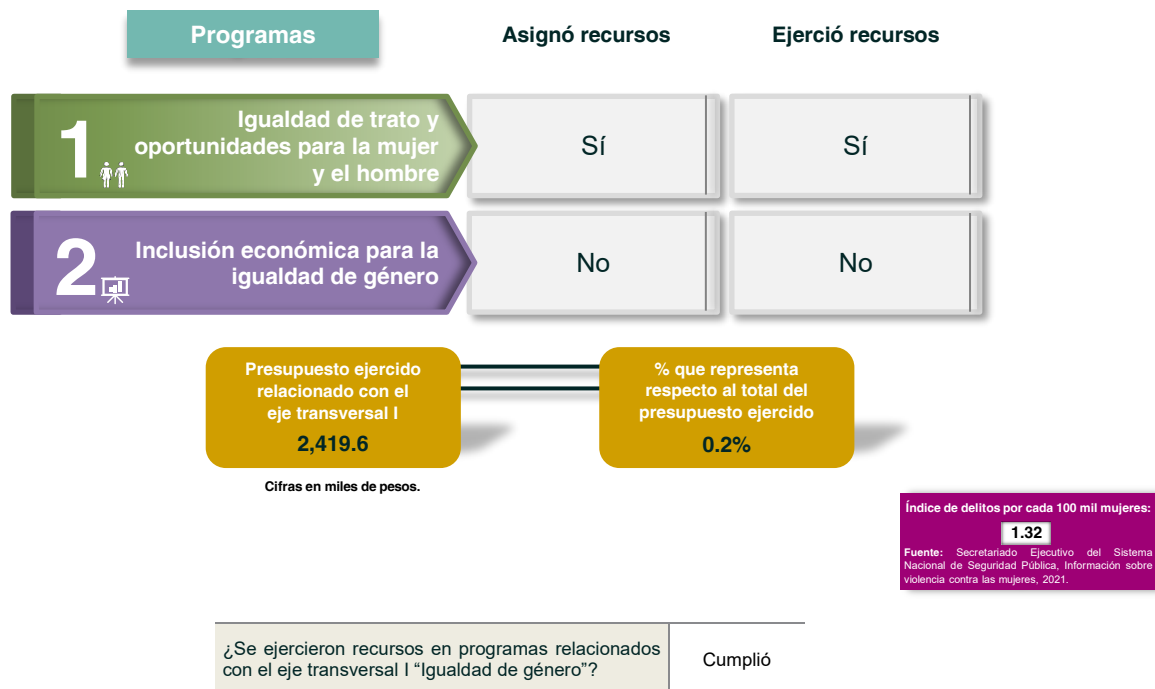 Programas
Asignó recursos
Ejerció recursos
1
Igualdad de trato y
oportunidades para la mujer
y el hombre
Sí
Sí
2
Inclusión económica para la
igualdad de género
No
No
Presupuesto ejercido
relacionado con el
eje transversal I
2,419.6
% que representa
respecto al total del
presupuesto ejercido
0.2%
Cifras en miles de pesos.
Índice de delitos por cada 100 mil mujeres:
1.32
Fuente: Secretariado Ejecutivo del Sistema
Nacional de Seguridad Pública, Información sobre
violencia contra las mujeres, 2021.
¿Se ejercieron recursos en programas relacionados
con el eje transversal I “Igualdad de género”?
Cumplió